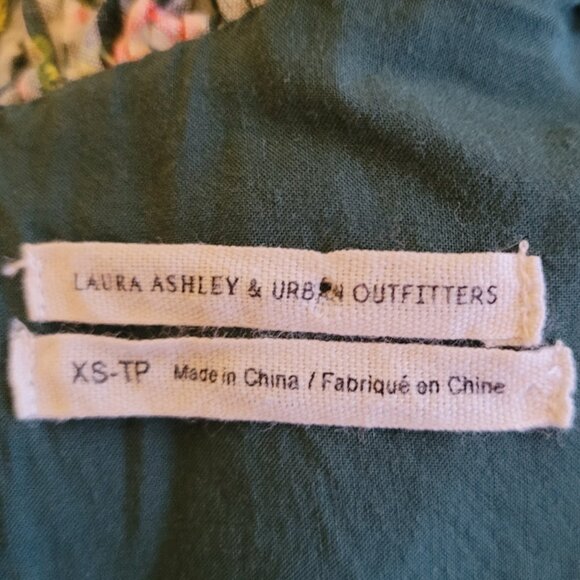 LAURA ASHLEY & URBAN OUTFITTERS
XS-TP Made in China / Fabriqué en Chine